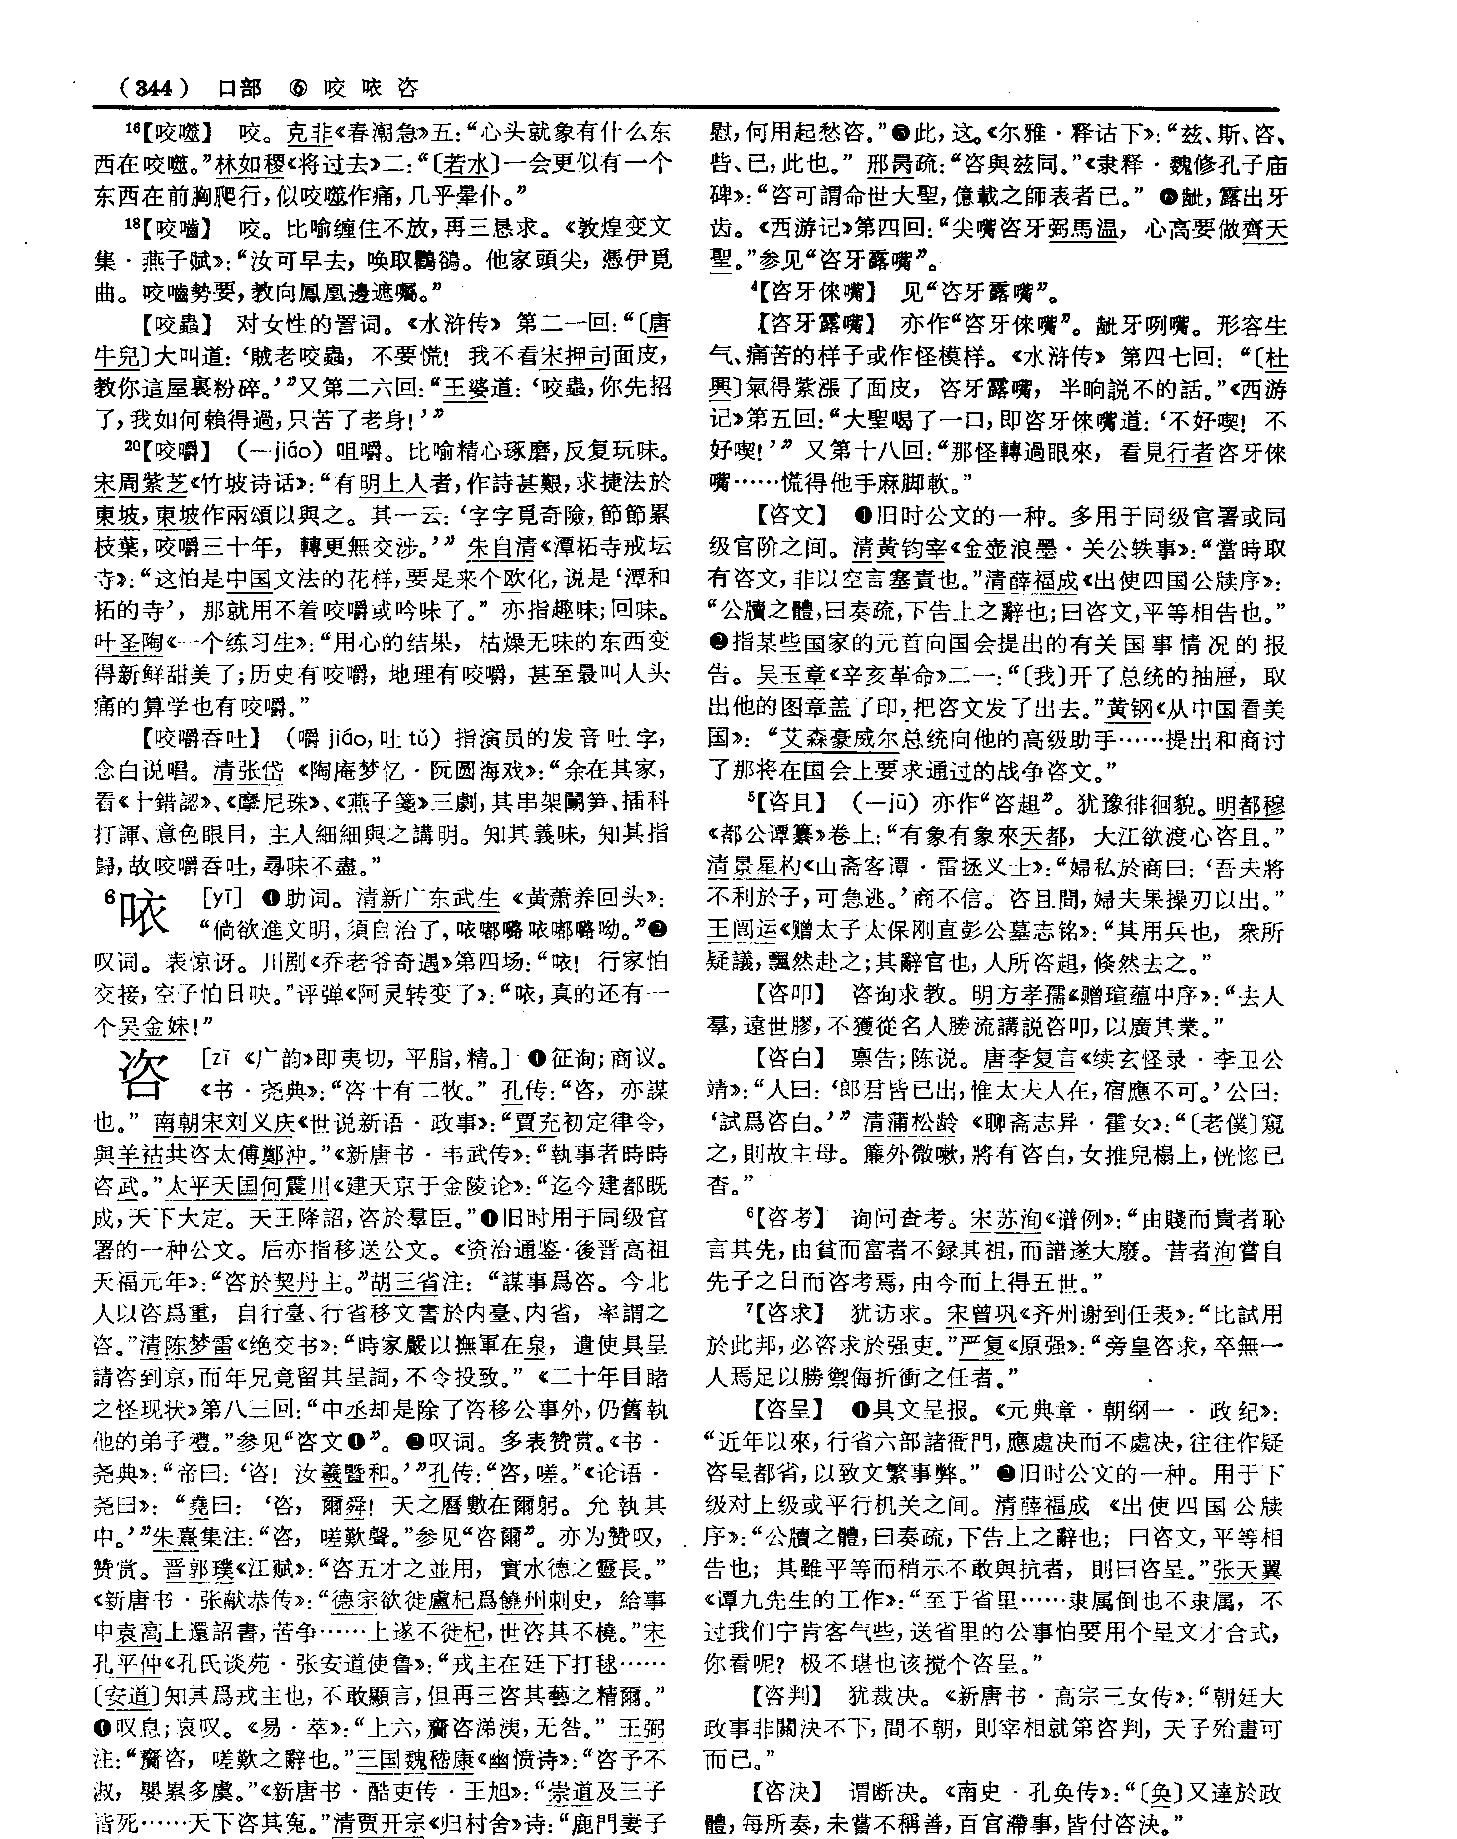 （344） 口部 ⑥ 咬 哝 咨
¹⁶【咬噬】 咬。克非《春潮急》五：“心头就象有什么东
西在咬噬。”林如稷《将过去》二：“〔若水〕一会更似有一个
东西在前胸爬行，似咬噬作痛，几乎晕仆。”
¹⁸【咬嚙】 咬。比喻缠住不放，再三恳求。《敦煌变文
集·燕子赋》：“汝可早去，唤取鸜鵒。他家頭尖，憑伊覓
曲。咬嚙勢要，教向鳳凰邊遮囑。”
【咬蟲】 对女性的詈词。《水浒传》第二一回：“〔唐
牛兒〕大叫道：‘賊老咬蟲，不要慌！我不看宋押司面皮，
教你這屋裏粉碎。’”又第二六回：“王婆道：‘咬蟲，你先招
了，我如何賴得過，只苦了老身！’”
²⁰【咬嚼】 （—jiáo）咀嚼。比喻精心琢磨，反复玩味。
宋周紫芝《竹坡诗话》：“有明上人者，作詩甚艱，求捷法於
東坡，東坡作兩頌以與之。其一云：‘字字覓奇險，節節累
枝葉，咬嚼三十年，轉更無交涉。’”朱自清《潭柘寺戒坛
寺》：“这怕是中国文法的花样，要是来个欧化，说是‘潭和
柘的寺’，那就用不着咬嚼或吟味了。”亦指趣味；回味。
叶圣陶《一个练习生》：“用心的结果，枯燥无味的东西变
得新鲜甜美了；历史有咬嚼，地理有咬嚼，甚至最叫人头
痛的算学也有咬嚼。”
【咬嚼吞吐】（嚼 jiáo，吐 tǔ）指演员的发音吐字，
念白说唱。清张岱《陶庵梦忆·阮圆海戏》：“余在其家，
看《十錯認》、《摩尼珠》、《燕子箋》三劇，其串架鬭笋、插科
打諢、意色眼目，主人細細與之講明。知其義味，知其指
歸，故咬嚼吞吐，尋味不盡。”
⁶咴 [yī] ❶助词。清新广东武生《黄萧养回头》：
“倘欲進文明，須自治了，咴嘟㗉咴嘟㗉呦。”❷
叹词。表惊讶。川剧《乔老爷奇遇》第四场：“咴！行家怕
交接，空子怕日映。”评弹《阿灵转变了》：“咴，真的还有一
个吴金妹！”
咨 [zī 《广韵》即夷切，平脂，精。] ❶征询；商议。
《书·尧典》：“咨十有二牧。”孔传：“咨，亦謀
也。”南朝宋刘义庆《世说新语·政事》：“賈充初定律令，
與羊祜共咨太傅鄭沖。”《新唐书·韦武传》：“執事者時時
咨武。”太平天国何震川《建天京于金陵论》：“迄今建都既
成，天下大定。天王降詔，咨於羣臣。”❶旧时用于同级官
署的一种公文。后亦指移送公文。《资治通鉴·後晋高祖
天福元年》：“咨於契丹主。”胡三省注：“謀事爲咨。今北
人以咨爲重，自行臺、行省移文書於内臺、内省，率謂之
咨。”清陈梦雷《绝交书》：“時家嚴以撫軍在泉，遣使具呈
請咨到京，而年兄竟留其呈詞，不令投致。”《二十年目睹
之怪现状》第八三回：“中丞却是除了咨移公事外，仍舊執
他的弟子禮。”参见“咨文❶”。❷叹词。多表赞赏。《书·
尧典》：“帝曰：‘咨！汝羲暨和。’”孔传：“咨，嗟。”《论语·
尧曰》：“堯曰：‘咨，爾舜！天之曆數在爾躬。允執其
中。’”朱熹集注：“咨，嗟歎聲。”参见“咨爾”。亦为赞叹，
赞赏。晋郭璞《江赋》：“咨五才之並用，實水德之靈長。”
《新唐书·张献恭传》：“德宗欲徙盧杞爲饒州刺史，給事
中袁高上還詔書，苦争……上遂不徙杞，世咨其不橈。”宋
孔平仲《孔氏谈苑·张安道使鲁》：“戎主在廷下打毬……
〔安道〕知其爲戎主也，不敢顯言，但再三咨其藝之精爾。”
❶叹息；哀叹。《易·萃》：“上六，齎咨涕洟，无咎。”王弼
注：“齎咨，嗟歎之辭也。”三国魏嵇康《幽愤诗》：“咨予不
淑，嬰累多虞。”《新唐书·酷吏传·王旭》：“崇道及三子
皆死……天下咨其冤。”清贾开宗《归村舍》诗：“鹿門妻子
慰，何用起愁咨。”❺此，这。《尔雅·释诂下》：“兹、斯、咨、
呰、已，此也。”邢昺疏：“咨與兹同。”《隶释·魏修孔子庙
碑》：“咨可謂命世大聖，億載之師表者已。”❻龇，露出牙
齿。《西游记》第四回：“尖嘴咨牙弼馬温，心高要做齊天
聖。”参见“咨牙露嘴”。
⁴【咨牙倈嘴】 见“咨牙露嘴”。
【咨牙露嘴】 亦作“咨牙倈嘴”。龇牙咧嘴。形容生
气、痛苦的样子或作怪模样。《水浒传》第四七回：“〔杜
興〕氣得紫漲了面皮，咨牙露嘴，半晌説不的話。”《西游
记》第五回：“大聖喝了一口，即咨牙倈嘴道：‘不好喫！不
好喫！’”又第十八回：“那怪轉過眼來，看見行者咨牙倈
嘴……慌得他手麻脚軟。”
【咨文】 ❶旧时公文的一种。多用于同级官署或同
级官阶之间。清黄钧宰《金壶浪墨·关公轶事》：“當時取
有咨文，非以空言塞責也。”清薛福成《出使四国公牍序》：
“公牘之體，曰奏疏，下告上之辭也；曰咨文，平等相告也。”
❷指某些国家的元首向国会提出的有关国事情况的报
告。吴玉章《辛亥革命》二一：“〔我〕开了总统的抽屉，取
出他的图章盖了印，把咨文发了出去。”黄钢《从中国看美
国》：“艾森豪威尔总统向他的高级助手……提出和商讨
了那将在国会上要求通过的战争咨文。”
⁵【咨且】 （—jū）亦作“咨趄”。犹豫徘徊貌。明都穆
《都公谭纂》卷上：“有象有象來天都，大江欲渡心咨且。”
清景星杓《山斋客谭·雷拯义士》：“婦私於商曰：‘吾夫將
不利於子，可急逃。’商不信。咨且間，婦夫果操刃以出。”
王闿运《赠太子太保刚直彭公墓志铭》：“其用兵也，衆所
疑議，飄然赴之；其辭官也，人所咨趄，倏然去之。”
【咨叩】 咨询求教。明方孝孺《赠瑄蕴中序》：“去人
羣，遠世膠，不獲從名人勝流講説咨叩，以廣其業。”
【咨白】 禀告；陈说。唐李复言《续玄怪录·李卫公
靖》：“人曰：‘郎君皆已出，惟太夫人在，宿應不可。’公曰：
‘試爲咨白。’”清蒲松龄《聊斋志异·霍女》：“〔老僕〕窺
之，則故主母。簾外微嗽，將有咨白，女推兒榻上，恍惚已
杳。”
⁶【咨考】 询问查考。宋苏洵《谱例》：“由賤而貴者恥
言其先，由貧而富者不録其祖，而譜遂大廢。昔者洵嘗自
先子之日而咨考焉，由今而上得五世。”
⁷【咨求】 犹访求。宋曾巩《齐州谢到任表》：“比試用
於此邦，必咨求於强吏。”严复《原强》：“旁皇咨求，卒無一
人焉足以勝禦侮折衝之任者。”
【咨呈】 ❶具文呈报。《元典章·朝纲一·政纪》：
“近年以來，行省六部諸衙門，應處决而不處决，往往作疑
咨呈都省，以致文繁事弊。”❷旧时公文的一种。用于下
级对上级或平行机关之间。清薛福成《出使四国公牍
序》：“公牘之體，曰奏疏，下告上之辭也；曰咨文，平等相
告也；其雖平等而稍示不敢與抗者，則曰咨呈。”张天翼
《谭九先生的工作》：“至于省里……隶属倒也不隶属，不
过我们宁肯客气些，送省里的公事怕要用个呈文才合式，
你看呢？极不堪也该搅个咨呈。”
【咨判】 犹裁决。《新唐书·高宗三女传》：“朝廷大
政事非關決不下，間不朝，則宰相就第咨判，天子殆畫可
而已。”
【咨决】 谓断决。《南史·孔奂传》：“〔奂〕又達於政
體，每所奏，未嘗不稱善，百官滯事，皆付咨決。”